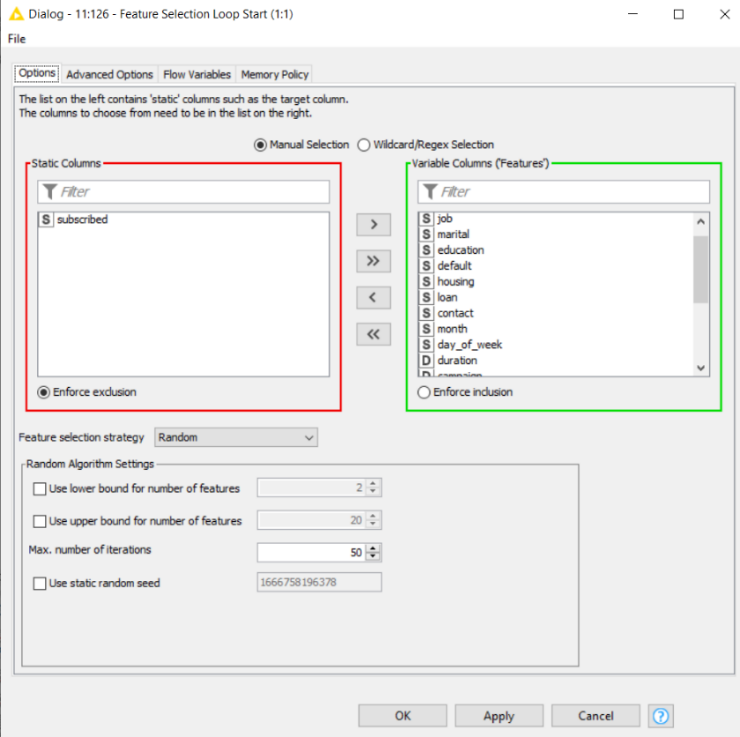 Dialog - 11:126 - Feature Selection Loop Start (1:1)
File
Options Advanced Options Flow Variables Memory Policy
The list on the left contains 'static' columns such as the target column.
The columns to choose from need to be in the list on the right.
Manual Selection Wildcard/Regex Selection
Static Columns
Filter
S subscribed
Enforce exclusion
>
>>
<
<<
Variable Columns ('Features')
Filter
S job
S marital
S education
S default
S housing
S loan
S contact
S month
S day_of_week
D duration
D campaign
Enforce inclusion
Feature selection strategy Random
Random Algorithm Settings
Use lower bound for number of features 2
Use upper bound for number of features 20
Max. number of iterations 50
Use static random seed 1666758196378
OK Apply Cancel ?